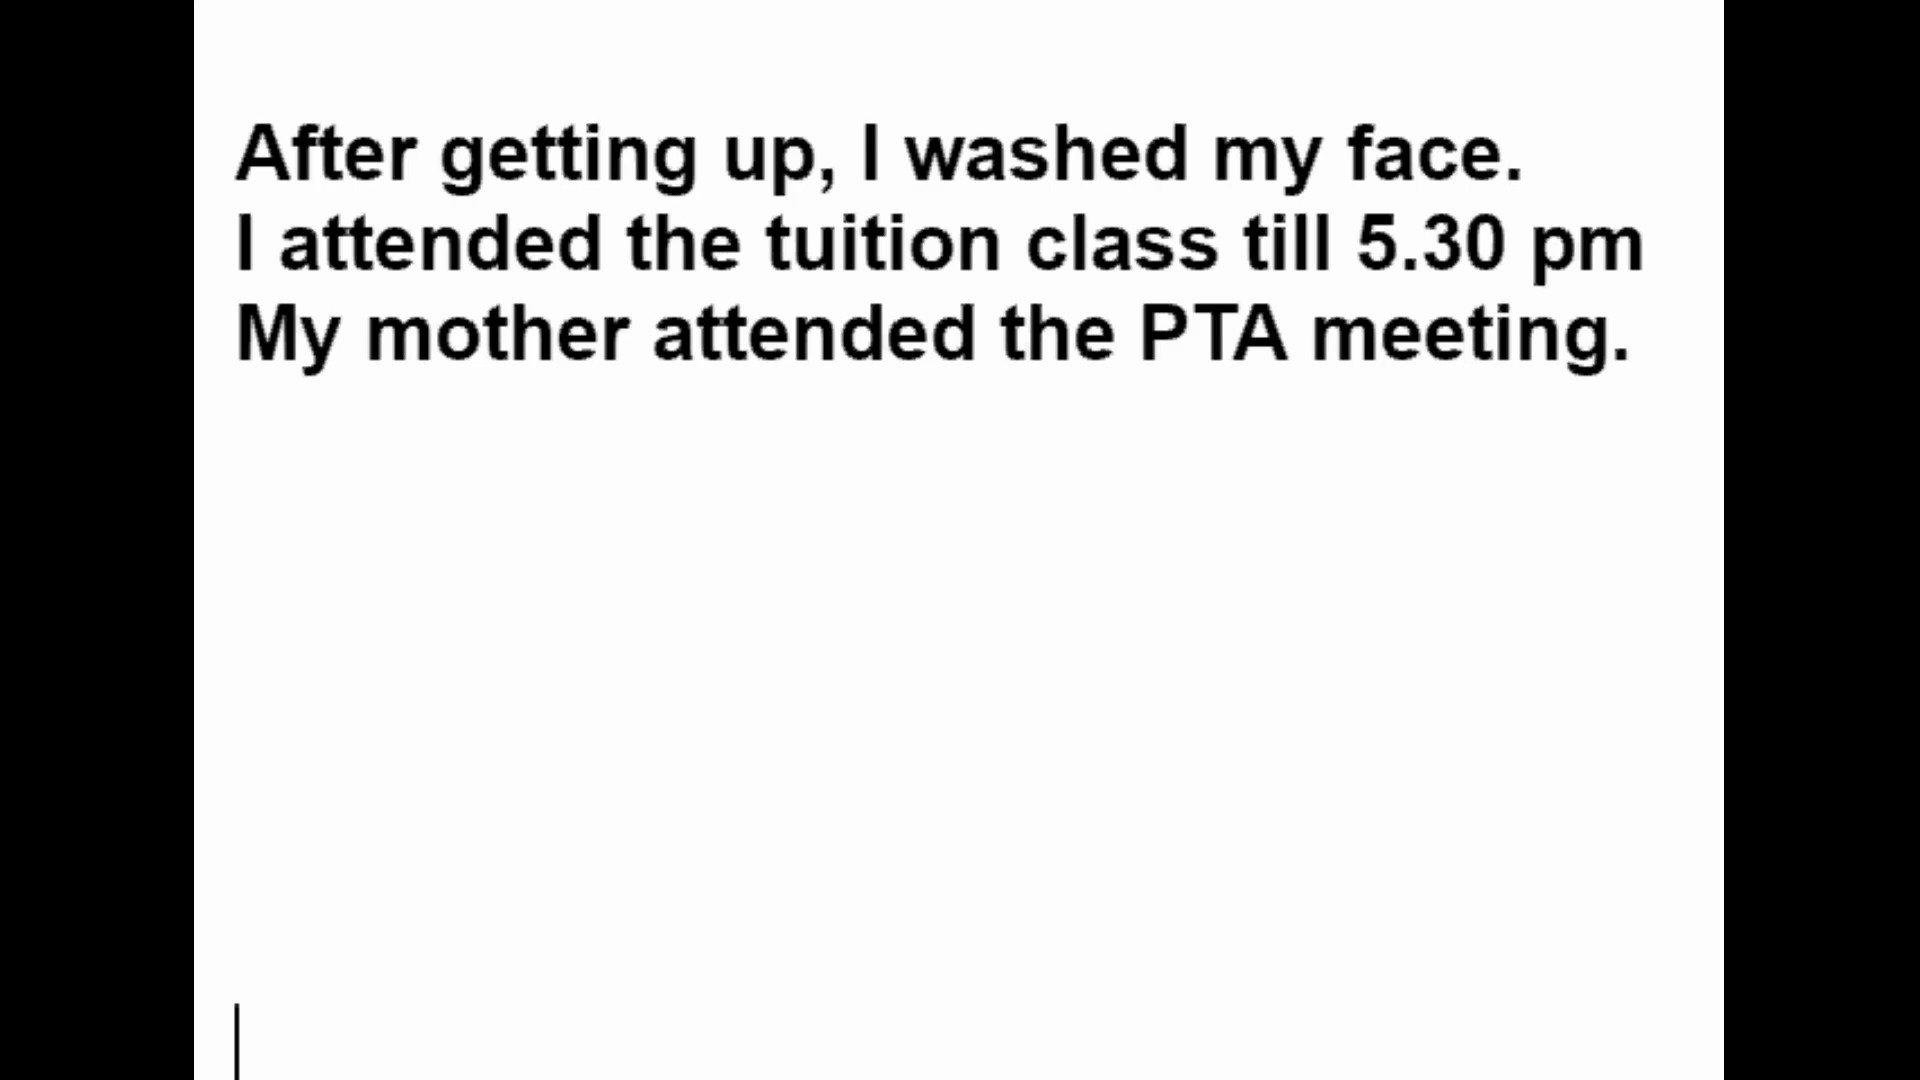 After getting up, I washed my face.
I attended the tuition class till 5.30 pm
My mother attended the PTA meeting.